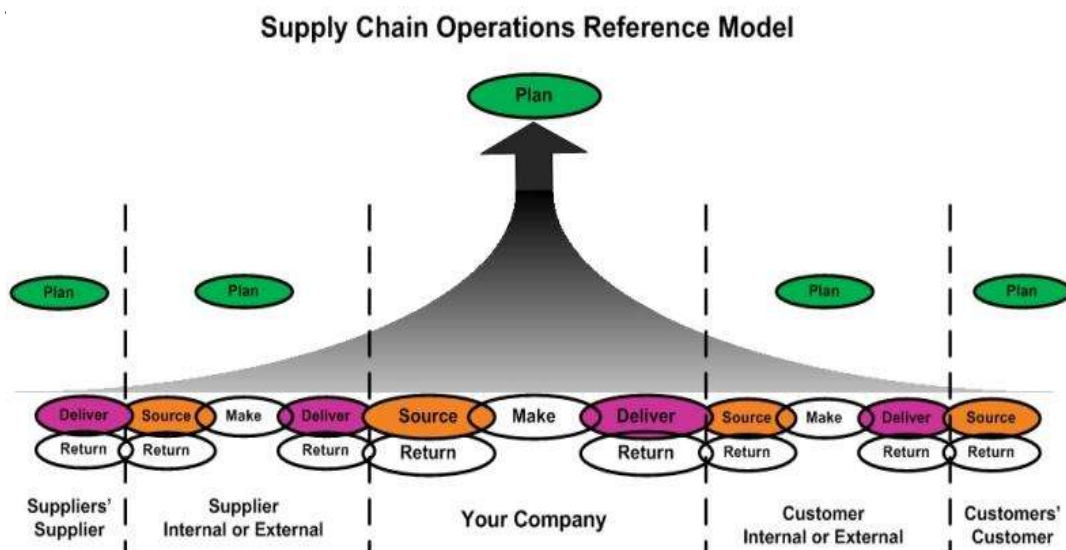 Supply Chain Operations Reference Model
Plan
Plan
Plan
Plan
Plan
Deliver Source Make Deliver Source Make Deliver Source Make Deliver Source
Return Return Return Return Return Return Return Return
Suppliers' Supplier Your Company Customer Customers'
Supplier Internal or External Internal or External Customer